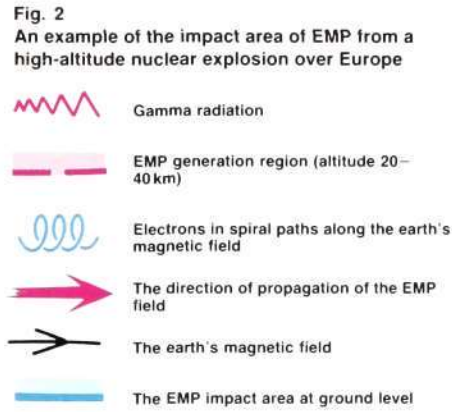 Fig. 2
An example of the impact area of EMP from a
high-altitude nuclear explosion over Europe
Gamma radiation
EMP generation region (altitude 20–
40 km)
Electrons in spiral paths along the earth's
magnetic field
The direction of propagation of the EMP
field
The earth's magnetic field
The EMP impact area at ground level